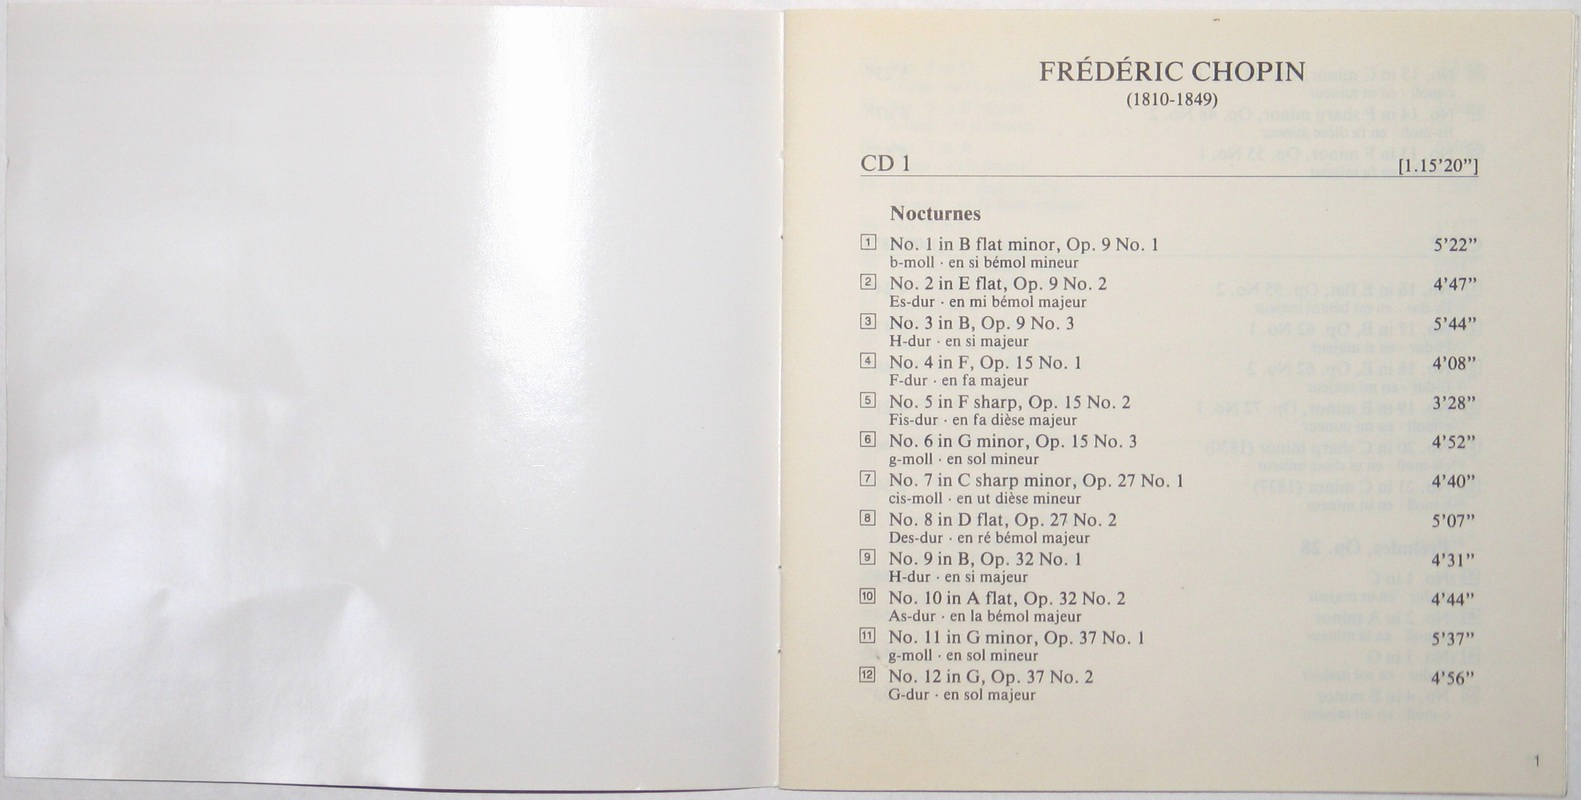 FRÉDÉRIC CHOPIN
(1810-1849)
CD 1 [1.15'20”]
Nocturnes
1 No. 1 in B flat minor, Op. 9 No. 1 5'22”
b-moll · en si bémol mineur
2 No. 2 in E flat, Op. 9 No. 2 4'47”
Es-dur · en mi bémol majeur
3 No. 3 in B, Op. 9 No. 3 5'44”
H-dur · en si majeur
4 No. 4 in F, Op. 15 No. 1 4'08”
F-dur · en fa majeur
5 No. 5 in F sharp, Op. 15 No. 2 3'28”
Fis-dur · en fa dièse majeur
6 No. 6 in G minor, Op. 15 No. 3 4'52”
g-moll · en sol mineur
7 No. 7 in C sharp minor, Op. 27 No. 1 4'40”
cis-moll · en ut dièse mineur
8 No. 8 in D flat, Op. 27 No. 2 5'07”
Des-dur · en ré bémol majeur
9 No. 9 in B, Op. 32 No. 1 4'31”
H-dur · en si majeur
10 No. 10 in A flat, Op. 32 No. 2 4'44”
As-dur · en la bémol majeur
11 No. 11 in G minor, Op. 37 No. 1 5'37”
g-moll · en sol mineur
12 No. 12 in G, Op. 37 No. 2 4'56”
G-dur · en sol majeur
1